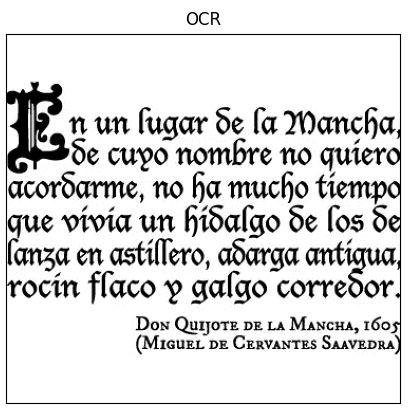 OCR
En un lugar de la Mancha,
de cuyo nombre no quiero
acordarme, no ha mucho tiempo
que vivia un hidalgo de los de
lanza en astillero, adarga antigua,
rocin flaco y galgo corredor.
Don Quijote de la Mancha, 1605
(Miguel de Cervantes Saavedra)